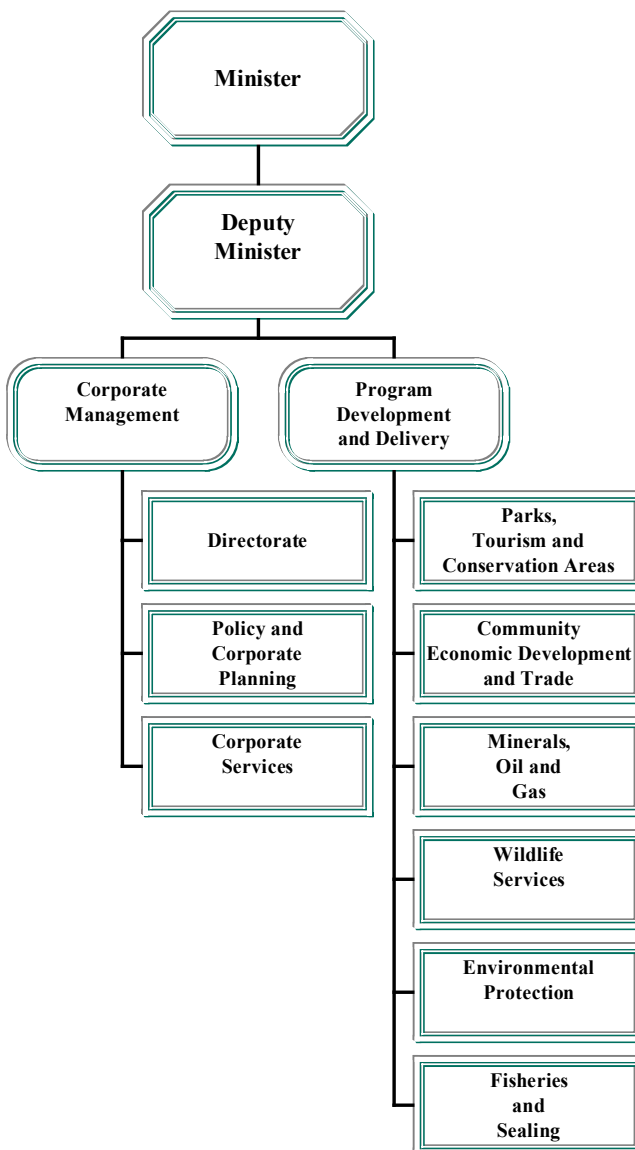 Minister
Deputy
Minister
Corporate
Management
Program
Development
and Delivery
Directorate
Policy and
Corporate
Planning
Corporate
Services
Parks,
Tourism and
Conservation Areas
Community
Economic Development
and Trade
Minerals,
Oil and
Gas
Wildlife
Services
Environmental
Protection
Fisheries
and
Sealing